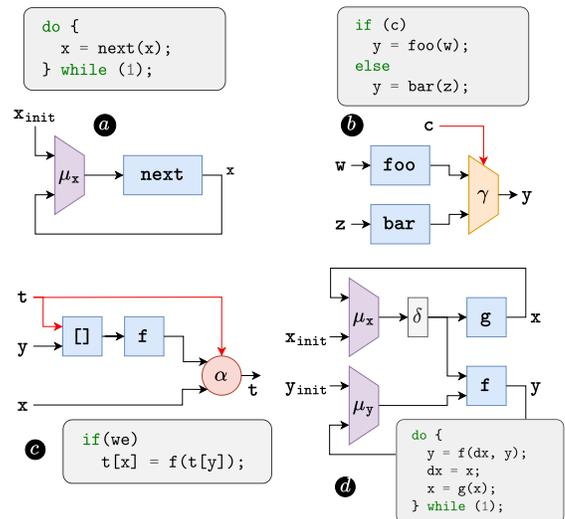 do {
x = next(x);
} while (1);
x_init
a
μ_x
next
x
if (c)
y = foo(w);
else
y = bar(z);
b
c
w
foo
z
bar
γ
y
t
y
[]
f
α
t
x
c
if(we)
t[x] = f(t[y]);
μ_x
δ
g
x
x_init
y_init
μ_y
f
y
d
do {
y = f(dx, y);
dx = x;
x = g(x);
} while (1);